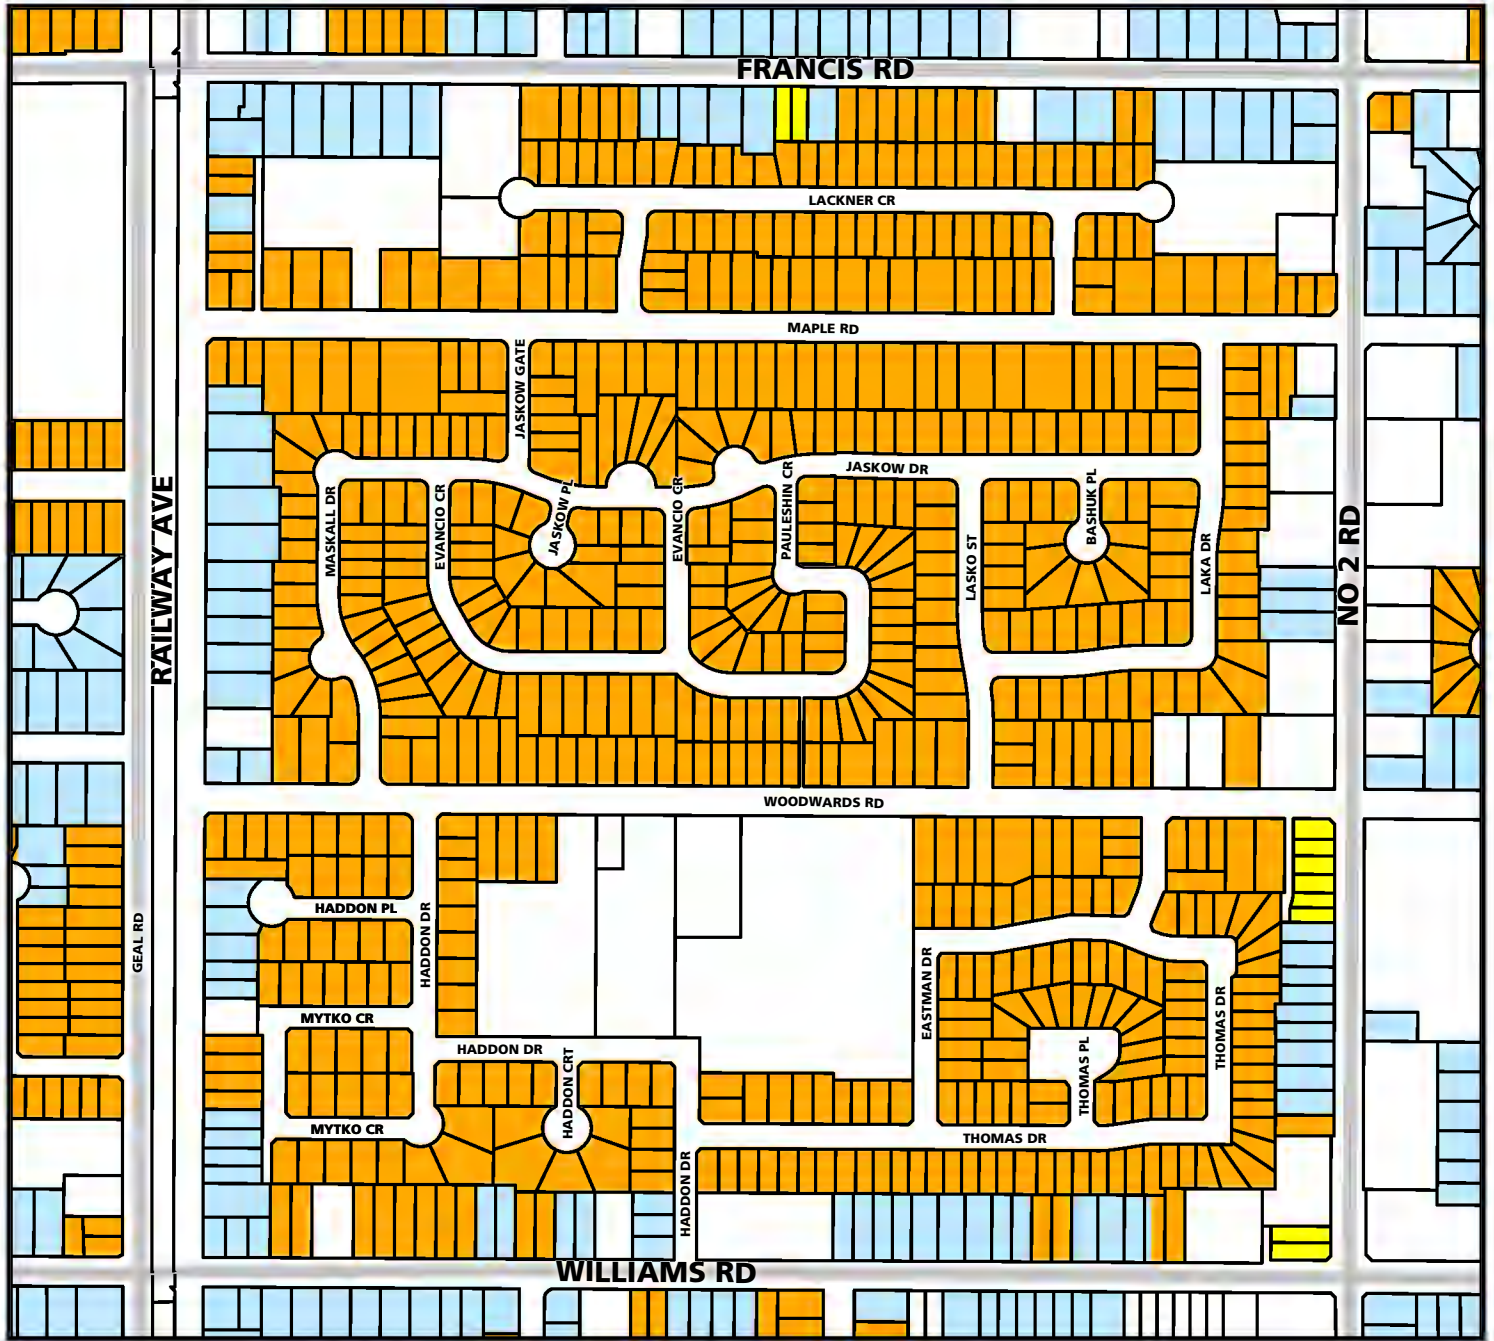 FRANCIS RD
LACKNER CR
MAPLE RD
JASKOW GATE
JASKOW DR
RAILWAY AVE
MASKALL DR
EVANCIO CR
JASKOW PL
EVANCIO CR
PAULESHIN CR
LASKO ST
BASHUK PL
LAKA DR
NO 2 RD
WOODWARDS RD
GEAL RD
HADDON PL
HADDON DR
MYTKO CR
HADDON DR
HADDON CRT
MYTKO CR
HADDON DR
EASTMAN DR
THOMAS PL
THOMAS DR
THOMAS DR
WILLIAMS RD